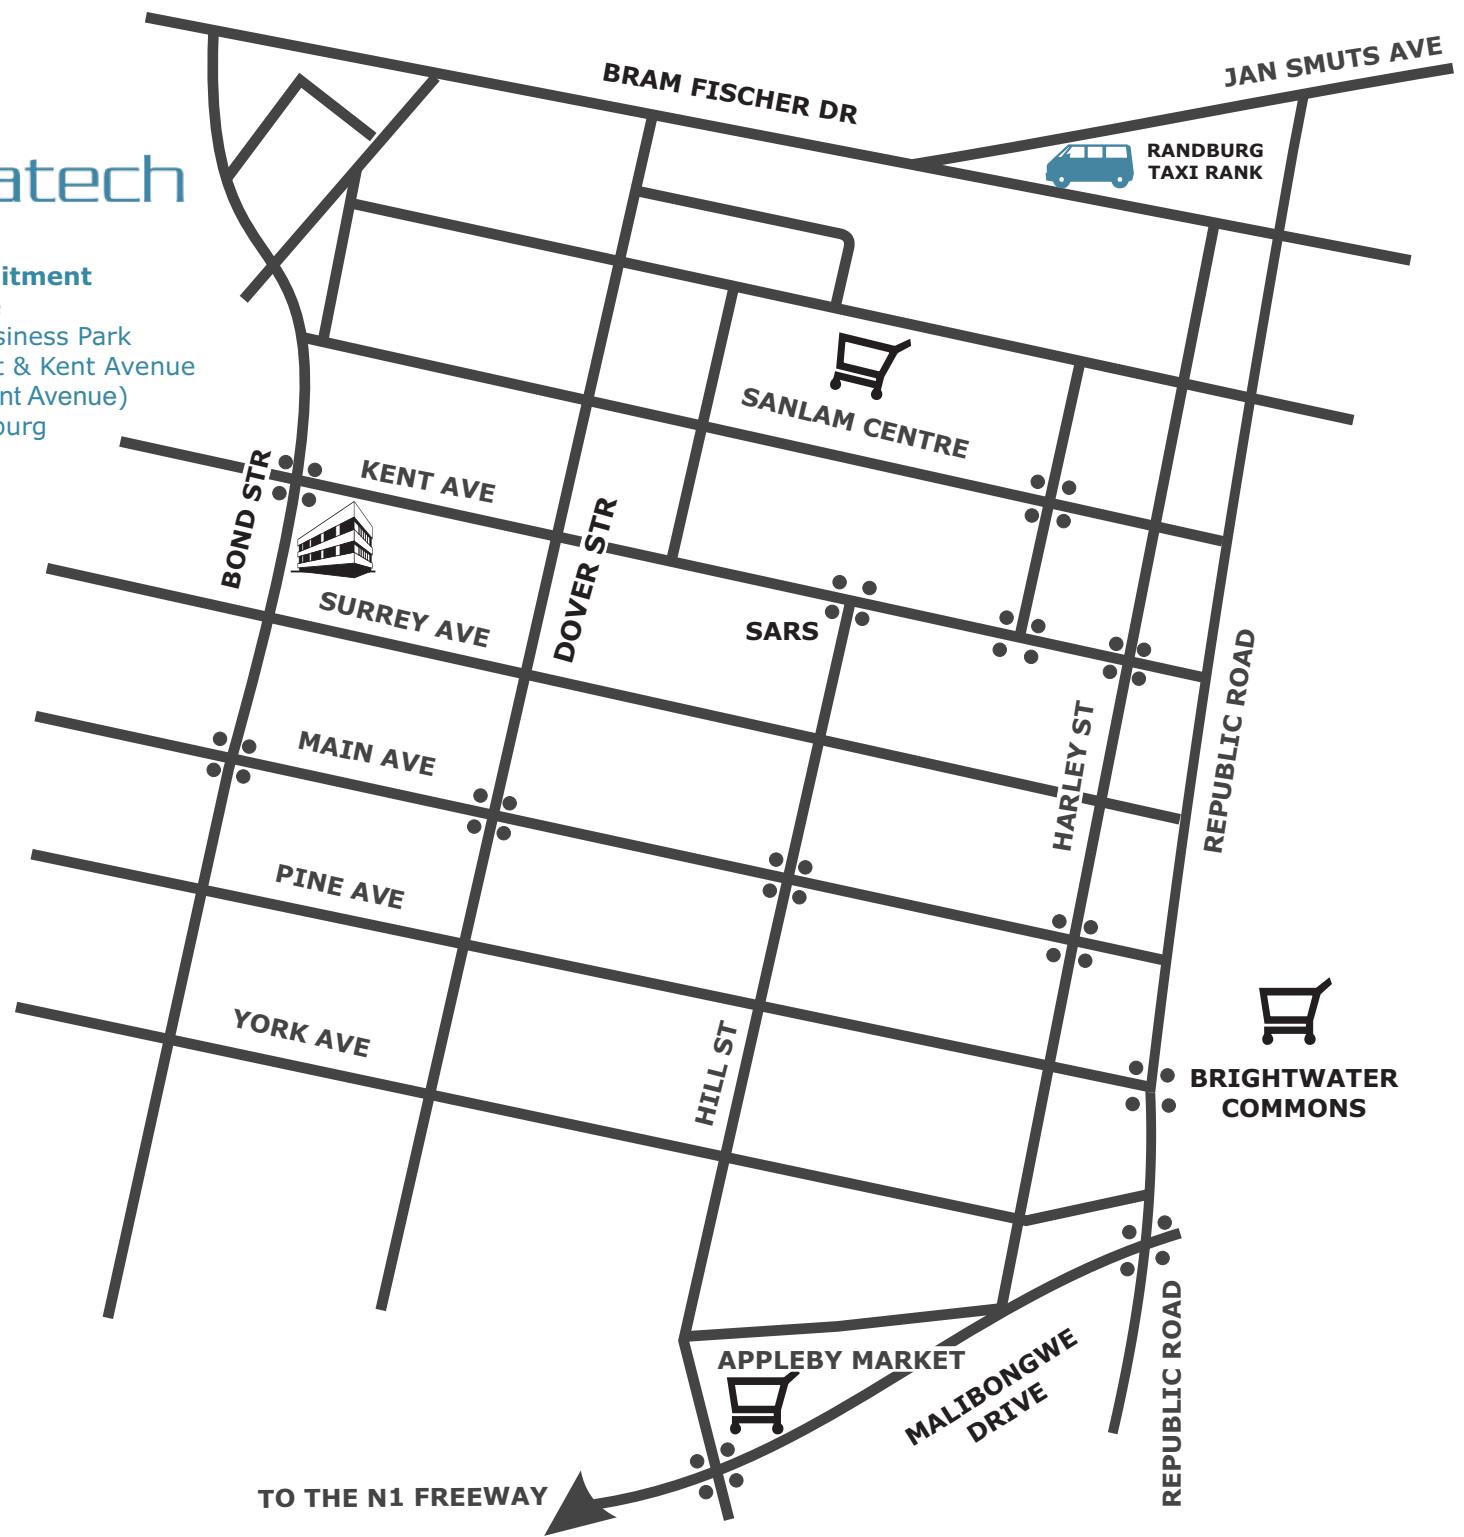 BRAM FISCHER DR
JAN SMUTS AVE
RANDBURG
TAXI RANK
atech
itment
siness Park
& Kent Avenue
nt Avenue)
burg
SANLAM CENTRE
KENT AVE
BOND STR
DOVER STR
SURREY AVE
SARS
REPUBLIC ROAD
HARLEY ST
MAIN AVE
PINE AVE
YORK AVE
HILL ST
BRIGHTWATER
COMMONS
APPLEBY MARKET
MALIBONGWE
DRIVE
REPUBLIC ROAD
TO THE N1 FREEWAY